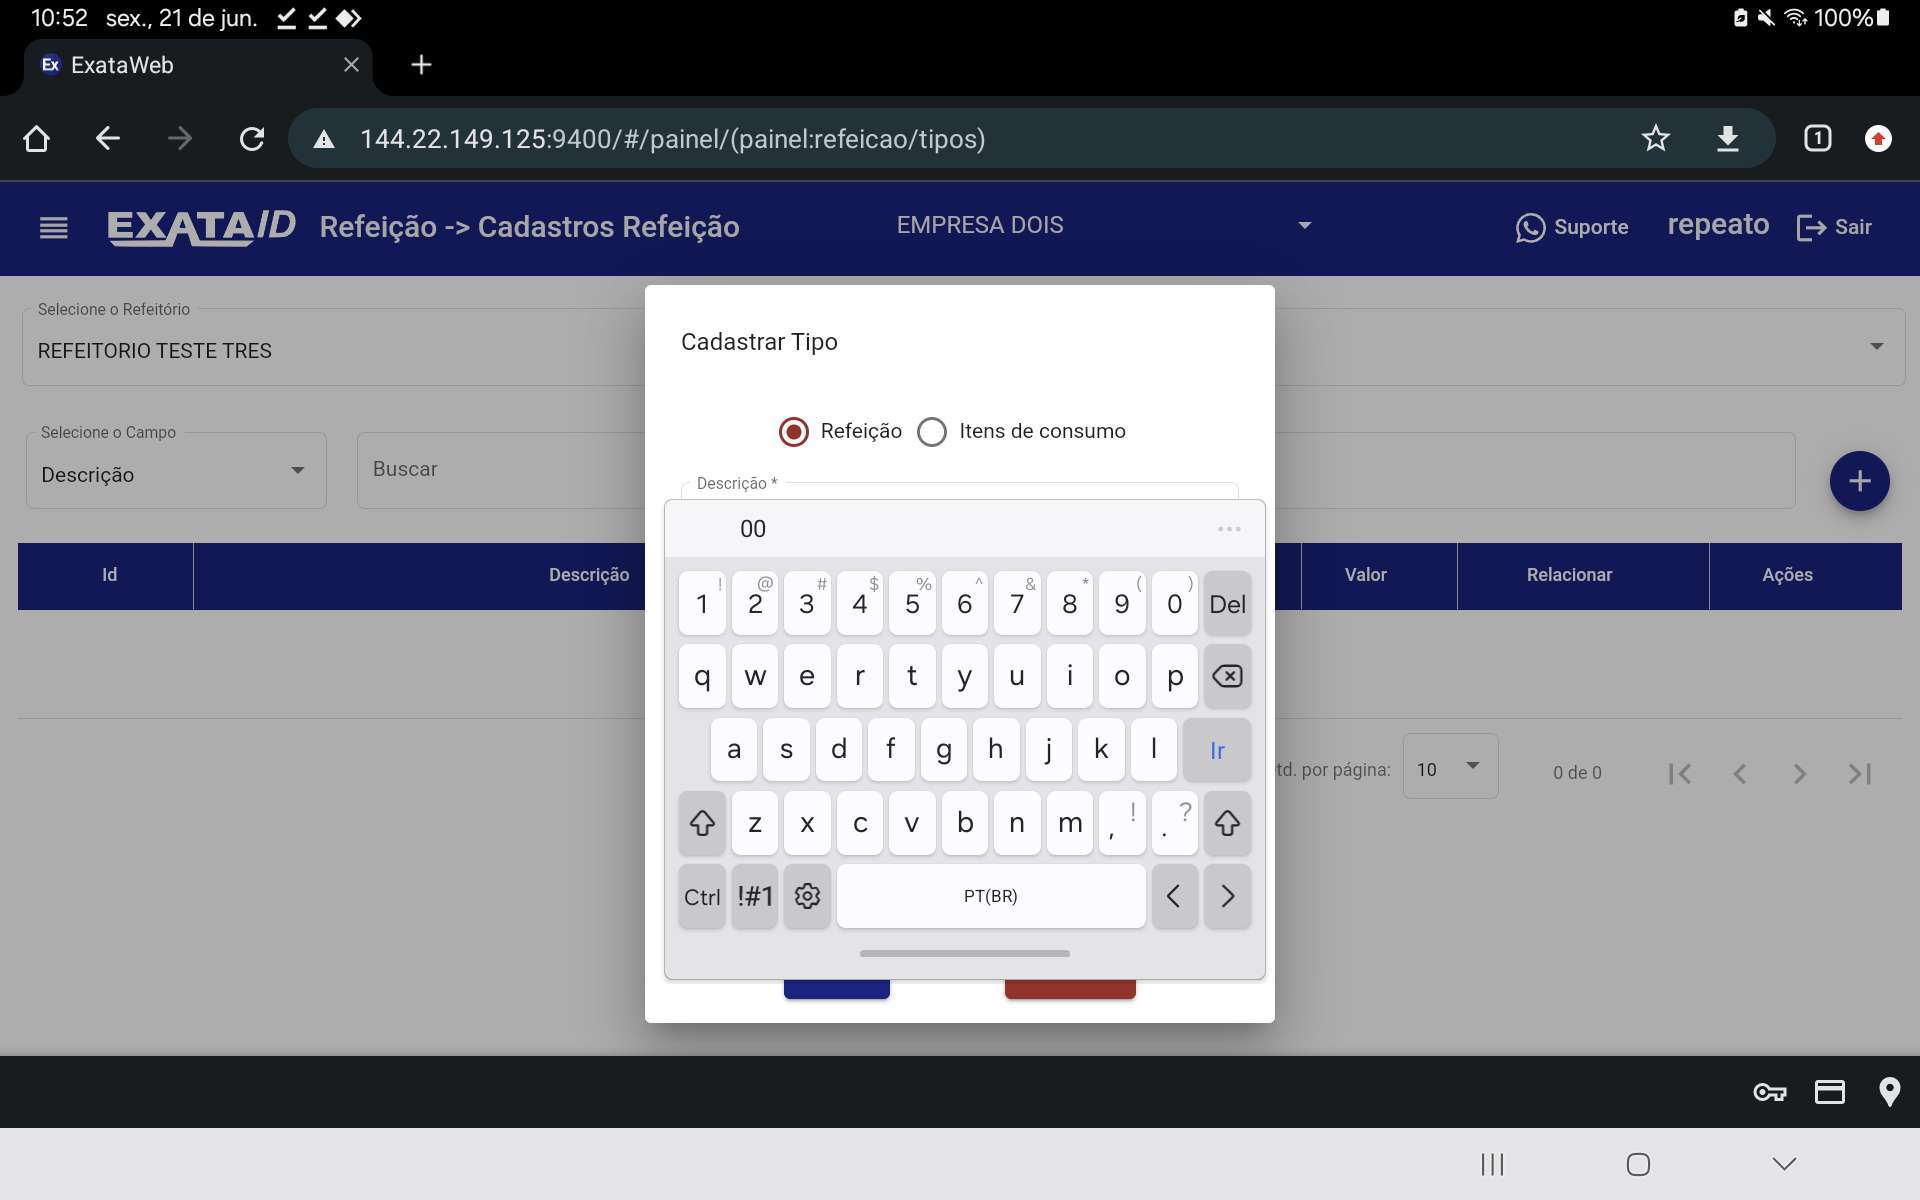 10:52 sex., 21 de jun. 100%
Ex ExataWeb
144.22.149.125:9400/#/painel/(painel:refeicao/tipos) 1
EXATAID Refeição -> Cadastros Refeição EMPRESA DOIS Suporte repeato Sair
Selecione o Refeitório
REFEITORIO TESTE TRES
Cadastrar Tipo
Refeição Itens de consumo
Selecione o Campo
Descrição
Buscar
Descrição *
00 ...
Id Descrição Valor Relacionar Ações
! @ # $ % ^ & * ( )
1 2 3 4 5 6 7 8 9 0 Del
q w e r t y u i o p
a s d f g h j k l Ir
z x c v b n m , ! . ?
Ctrl !#1 PT(BR) < >
td. por página: 10 0 de 0